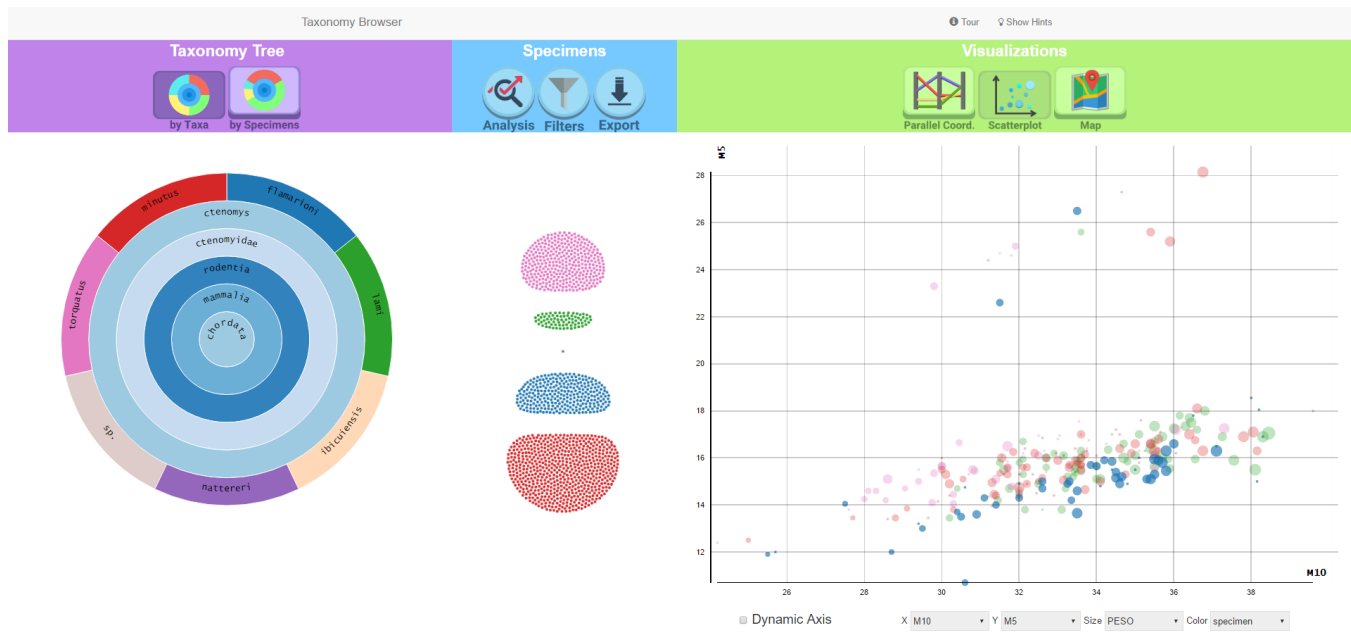 Taxonomy Browser
Tour
Show Hints
Taxonomy Tree
Specimens
Visualizations
by Taxa
by Specimens
Analysis
Filters
Export
Parallel Coord.
Scatterplot
Map
minutus
flamarioni
torquatus
lami
sp.
ibicuiensis
nattereri
ctenomys
ctenomyidae
rodentia
mammalia
chordata
M5
28
26
24
22
20
18
16
14
12
M10
26
28
30
32
34
36
38
Dynamic Axis
X M10 Y M5 Size PESO Color specimen